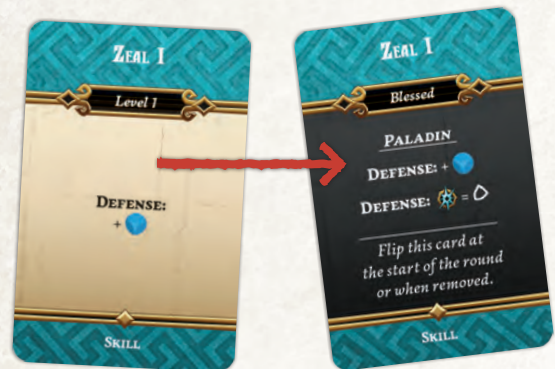 Zeal I
Level 1
Defense:
+
Skill
Zeal I
Blessed
Paladin
Defense: +
Defense: =
Flip this card at
the start of the round
or when removed.
Skill